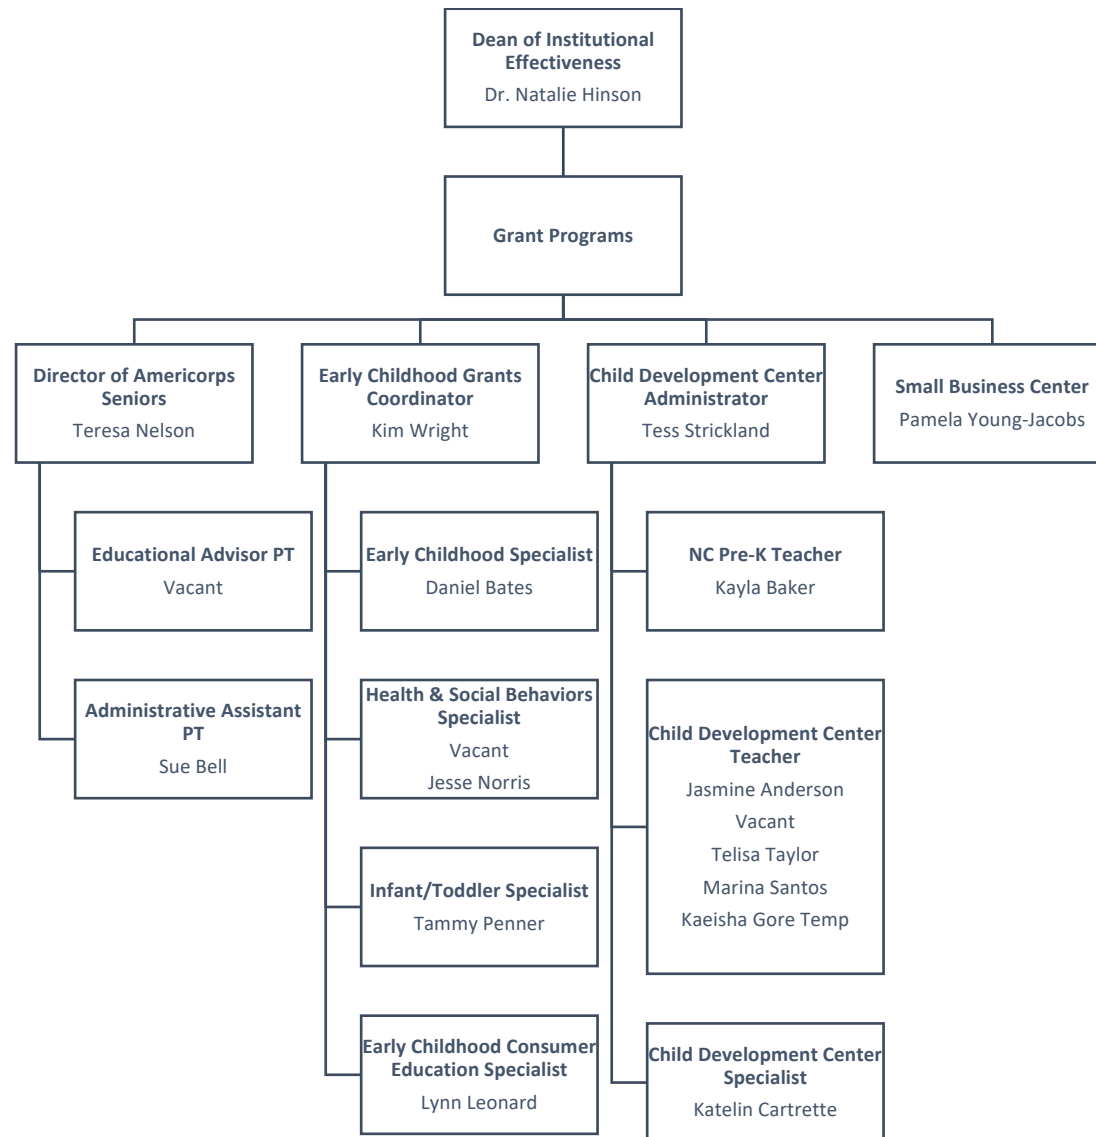 Dean of Institutional
Effectiveness
Dr. Natalie Hinson
Grant Programs
Director of Americorps
Seniors
Teresa Nelson
Early Childhood Grants
Coordinator
Kim Wright
Child Development Center
Administrator
Tess Strickland
Small Business Center
Pamela Young-Jacobs
Educational Advisor PT
Vacant
Early Childhood Specialist
Daniel Bates
NC Pre-K Teacher
Kayla Baker
Administrative Assistant
PT
Sue Bell
Health & Social Behaviors
Specialist
Vacant
Jesse Norris
Child Development Center
Teacher
Jasmine Anderson
Vacant
Telisa Taylor
Marina Santos
Kaeisha Gore Temp
Infant/Toddler Specialist
Tammy Penner
Early Childhood Consumer
Education Specialist
Lynn Leonard
Child Development Center
Specialist
Katelin Cartrette